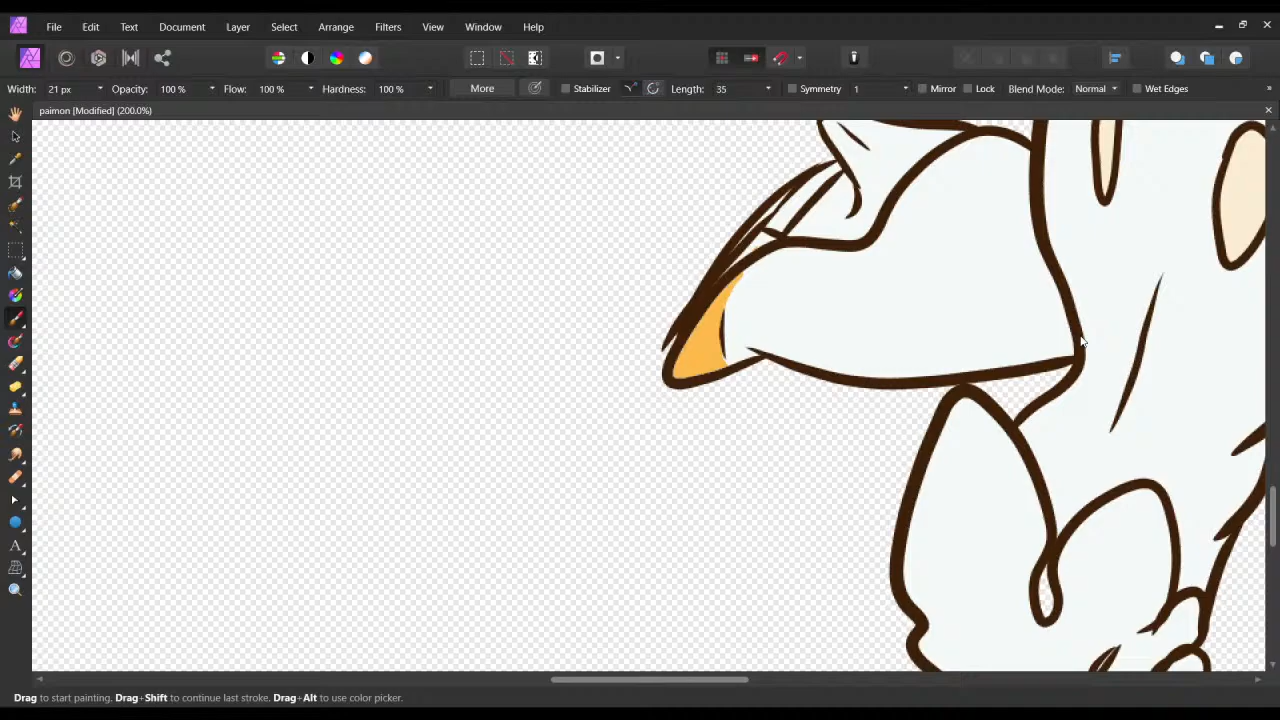 File Edit Text Document Layer Select Arrange Filters View Window Help
Width: 21 px Opacity: 100 % Flow: 100 % Hardness: 100 % More Stabilizer Length: 35 Symmetry 1 Mirror Lock Blend Mode: Normal Wet Edges »
paimon [Modified] (200.0%)
Drag to start painting. Drag+Shift to continue last stroke. Drag+Alt to use color picker.